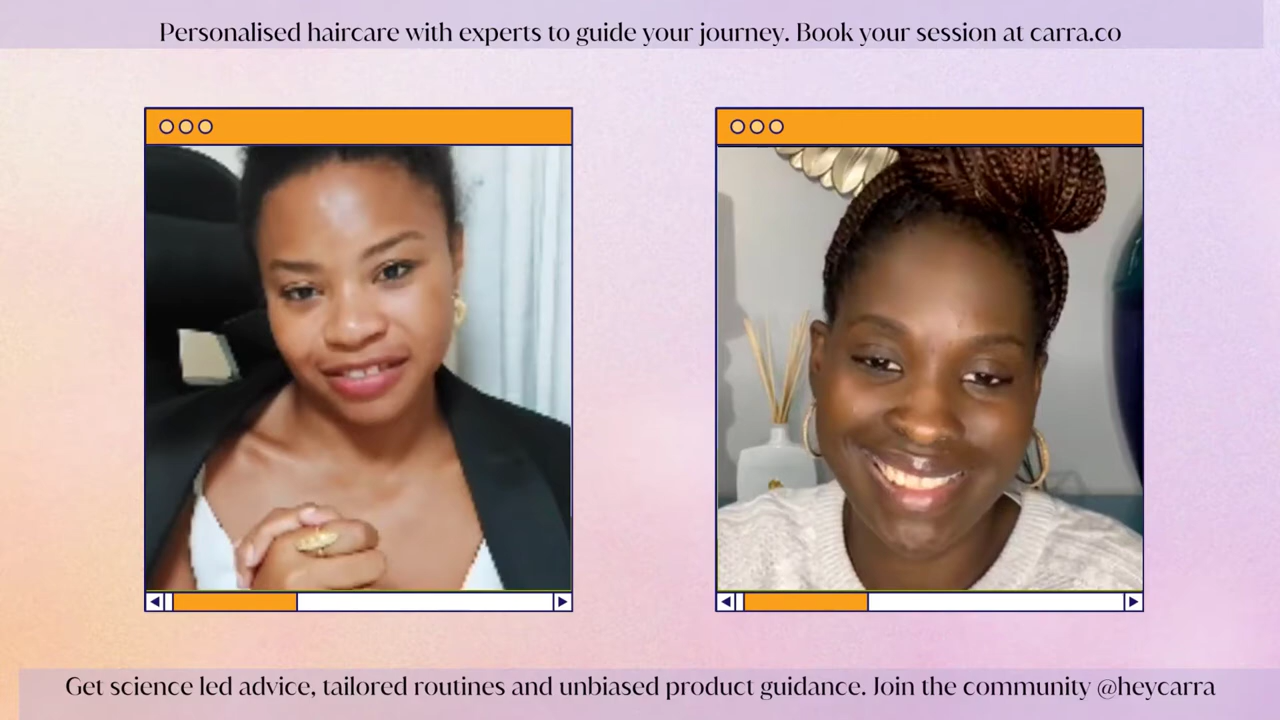 Personalised haircare with experts to guide your journey. Book your session at carra.co
Get science led advice, tailored routines and unbiased product guidance. Join the community @heycarra